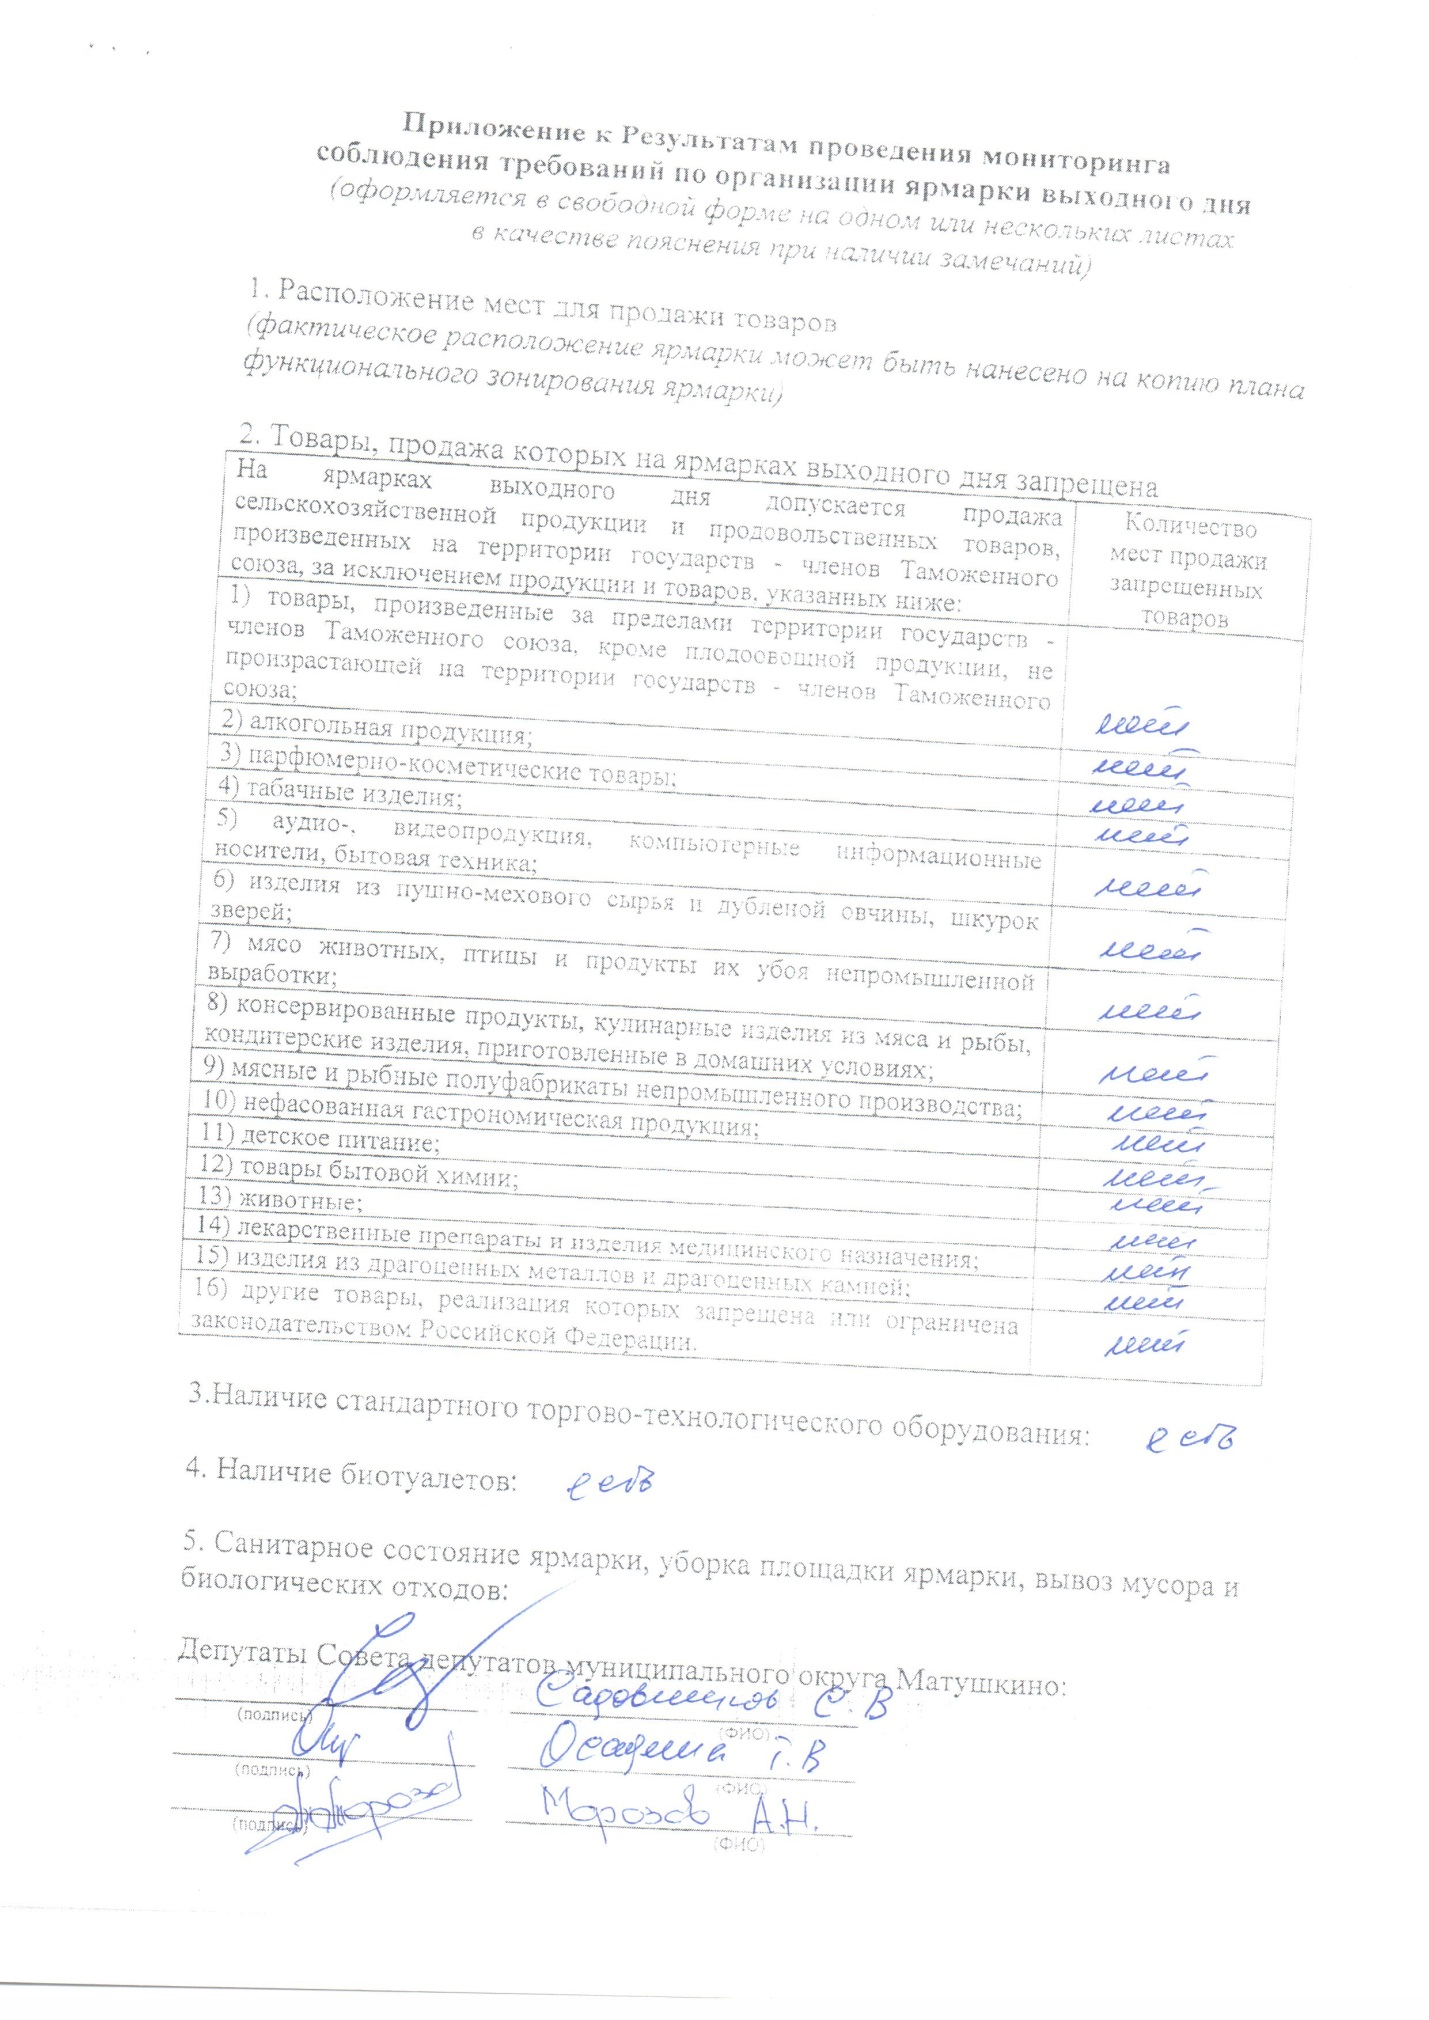 Приложение к Результатам проведения мониторинга
соблюдения требований по организации ярмарки выходного дня
(оформляется в свободной форме на одном или нескольких листах
в качестве пояснения при наличии замечаний)
1. Расположение мест для продажи товаров
(фактическое расположение ярмарки может быть нанесено на копию плана
функционального зонирования ярмарки)
2. Товары, продажа которых на ярмарках выходного дня запрещена
На ярмарках выходного дня допускается продажа
сельскохозяйственной продукции и продовольственных товаров,
произведенных на территории государств - членов Таможенного
союза, за исключением продукции и товаров, указанных ниже:
Количество
мест продажи
запрещенных
товаров
1) товары, произведенные за пределами территории государств -
членов Таможенного союза, кроме плодоовощной продукции, не
произрастающей на территории государств - членов Таможенного
союза; нет
2) алкогольная продукция; нет
3) парфюмерно-косметические товары; нет
4) табачные изделия; нет
5) аудио-, видеопродукция, компьютерные информационные
носители, бытовая техника; нет
6) изделия из пушно-мехового сырья и дубленой овчины, шкурок
зверей; нет
7) мясо животных, птицы и продукты их убоя непромышленной
выработки; нет
8) консервированные продукты, кулинарные изделия из мяса и рыбы,
кондитерские изделия, приготовленные в домашних условиях; нет
9) мясные и рыбные полуфабрикаты непромышленного производства; нет
10) нефасованная гастрономическая продукция; нет
11) детское питание; нет
12) товары бытовой химии; нет
13) животные; нет
14) лекарственные препараты и изделия медицинского назначения; нет
15) изделия из драгоценных металлов и драгоценных камней; нет
16) другие товары, реализация которых запрещена или ограничена
законодательством Российской Федерации. нет
3.Наличие стандартного торгово-технологического оборудования: есть
4. Наличие биотуалетов: есть
5. Санитарное состояние ярмарки, уборка площадки ярмарки, вывоз мусора и
биологических отходов:
Депутаты Совета депутатов муниципального округа Матушкино:
Садовников С.В
(подпись) (ФИО)
Осадчина Т.В
(подпись) (ФИО)
Морозов А.Н.
(подпись) (ФИО)